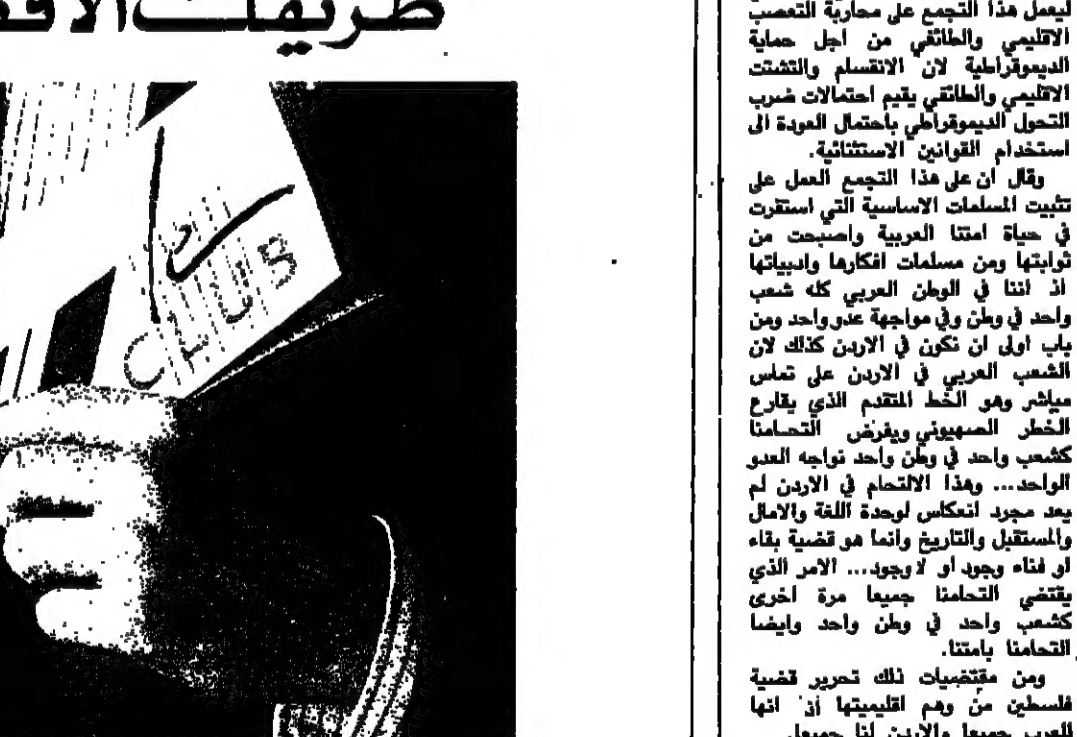 ليعمل هذا التجمع على محاربة التعصب
الاقليمي والطائفي من اجل حماية
الديموقراطية لان الانقسام والتشتت
الاقليمي والطائفي يقيم احتمالات ضرب
التحول الديموقراطي باحتمال العودة الى
استخدام القوانين الاستثنائية.
وقال ان على هذا التجمع العمل على
تثبيت المسلمات الاساسية التي استقرت
في حياة امتنا العربية واصبحت من
ثوابتها ومن مسلمات افكارها وادبياتها
اذ اننا في الوطن العربي كله شعب
واحد في وطن وفي مواجهة عدو واحد ومن
باب اولى ان نكون في الاردن كذلك لان
الشعب العربي في الاردن على تماس
مباشر وهو الخط المتقدم الذي يقارع
الخطر الصهيوني ويفرض التحامنا
كشعب واحد في وطن واحد نواجه العدو
الواحد... وهذا الالتحام في الاردن لم
يعد مجرد انعكاس لوحدة اللغة والامال
والمستقبل والتاريخ وانما هو قضية بقاء
او فناء وجود او لا وجود... الامر الذي
يقتضي التحامنا جميعا مرة اخرى
كشعب واحد في وطن واحد وايضا
التحامنا بامتنا.
ومن مقتضيات ذلك تحرير قضية
فلسطين من وهم اقليميتها اذ انها
للعرب جميعا والاردن لنا جميعا